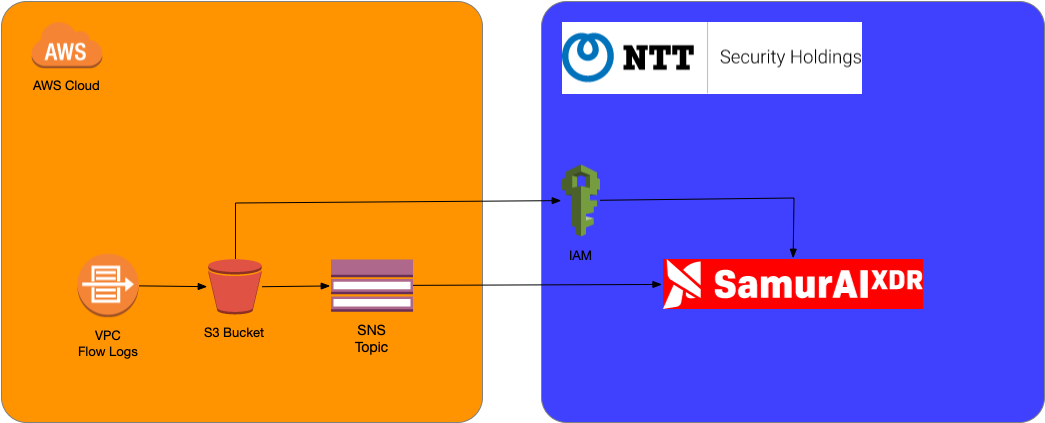 AWS
AWS Cloud
NTT
Security Holdings
IAM
SamurAI XDR
VPC
Flow Logs
S3 Bucket
SNS
Topic